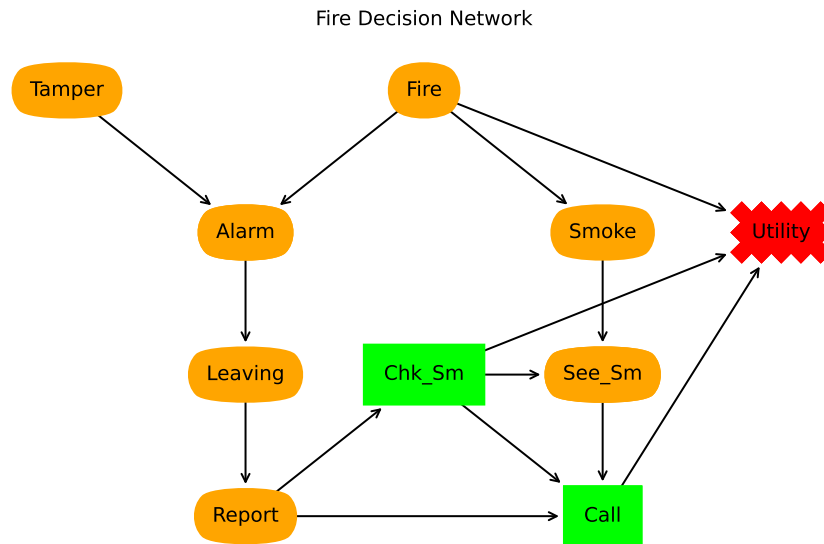 Fire Decision Network
Tamper
Fire
Alarm
Smoke
Utility
Leaving
Chk_Sm
See_Sm
Report
Call